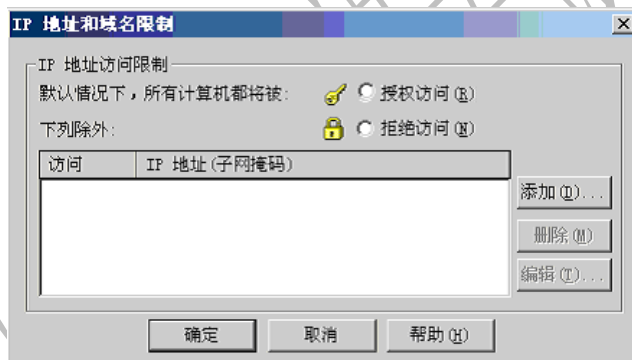 IP 地址和域名限制
IP 地址访问限制
默认情况下，所有计算机都将被: 授权访问(R)
下列除外: 拒绝访问(N)
访问 IP 地址(子网掩码)
添加(D)...
删除(M)
编辑(T)...
确定 取消 帮助(H)